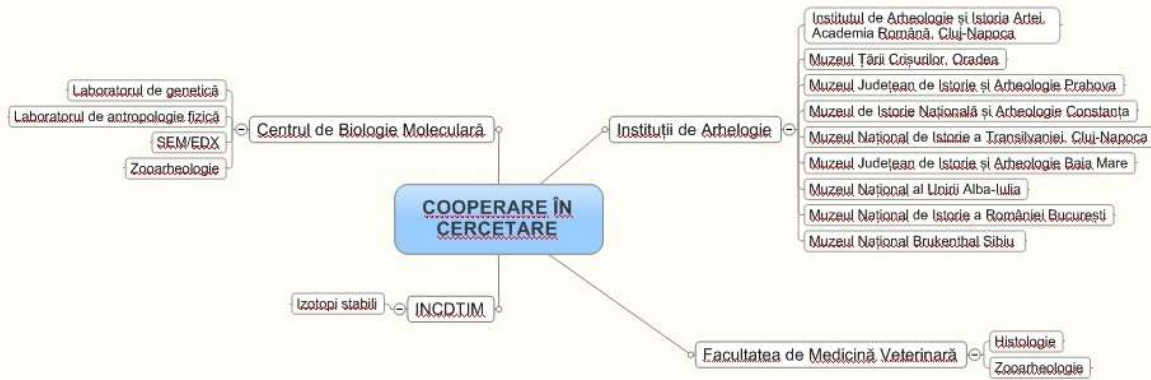 Laboratorul de genetică
Laboratorul de antropologie fizică
SEM/EDX
Zooarheologie
Centrul de Biologie Moleculară
COOPERARE ÎN
CERCETARE
Izotopi stabili
INCDTIM
Instituții de Arhelogie
Institutul de Arheologie și Istoria Artei,
Academia Română, Cluj-Napoca
Muzeul Țării Crișurilor, Oradea
Muzeul Județean de Istorie și Arheologie Prahova
Muzeul de Istorie Națională și Arheologie Constanța
Muzeul Național de Istorie a Transilvaniei, Cluj-Napoca
Muzeul Județean de Istorie și Arheologie Baia Mare
Muzeul Național al Unirii Alba-Iulia
Muzeul Național de Istorie a României București
Muzeul Național Brukenthal Sibiu
Facultatea de Medicină Veterinară
Histologie
Zooarheologie